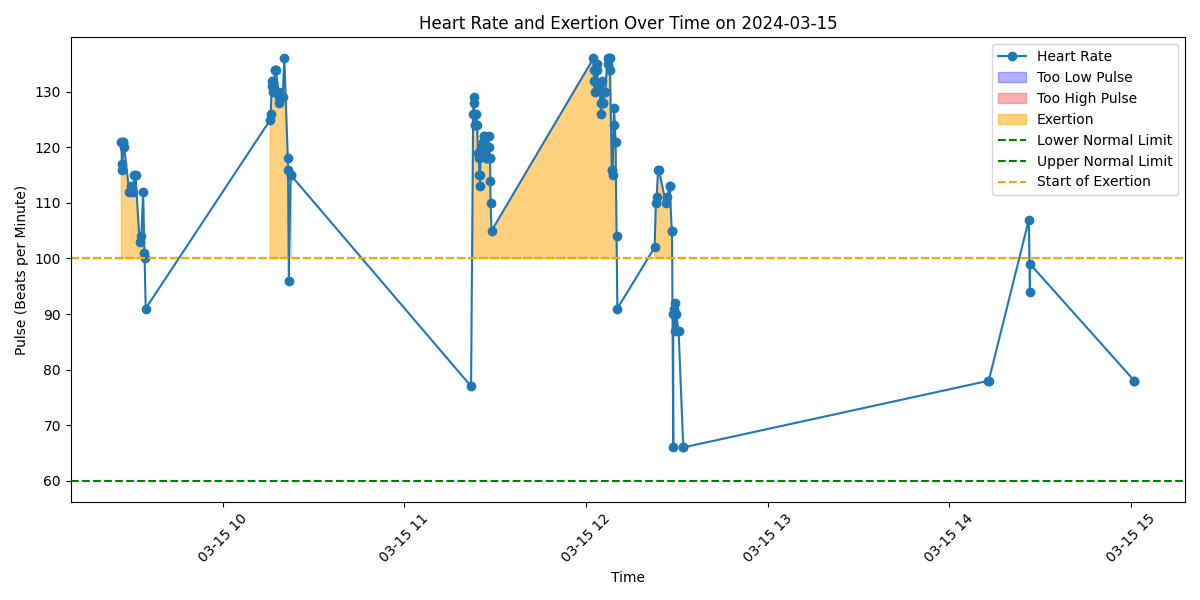 Heart Rate and Exertion Over Time on 2024-03-15
Heart Rate
Too Low Pulse
Too High Pulse
Exertion
Lower Normal Limit
Upper Normal Limit
Start of Exertion
Pulse (Beats per Minute)
130
120
110
100
90
80
70
60
03-15 10
03-15 11
03-15 12
03-15 13
03-15 14
03-15 15
Time